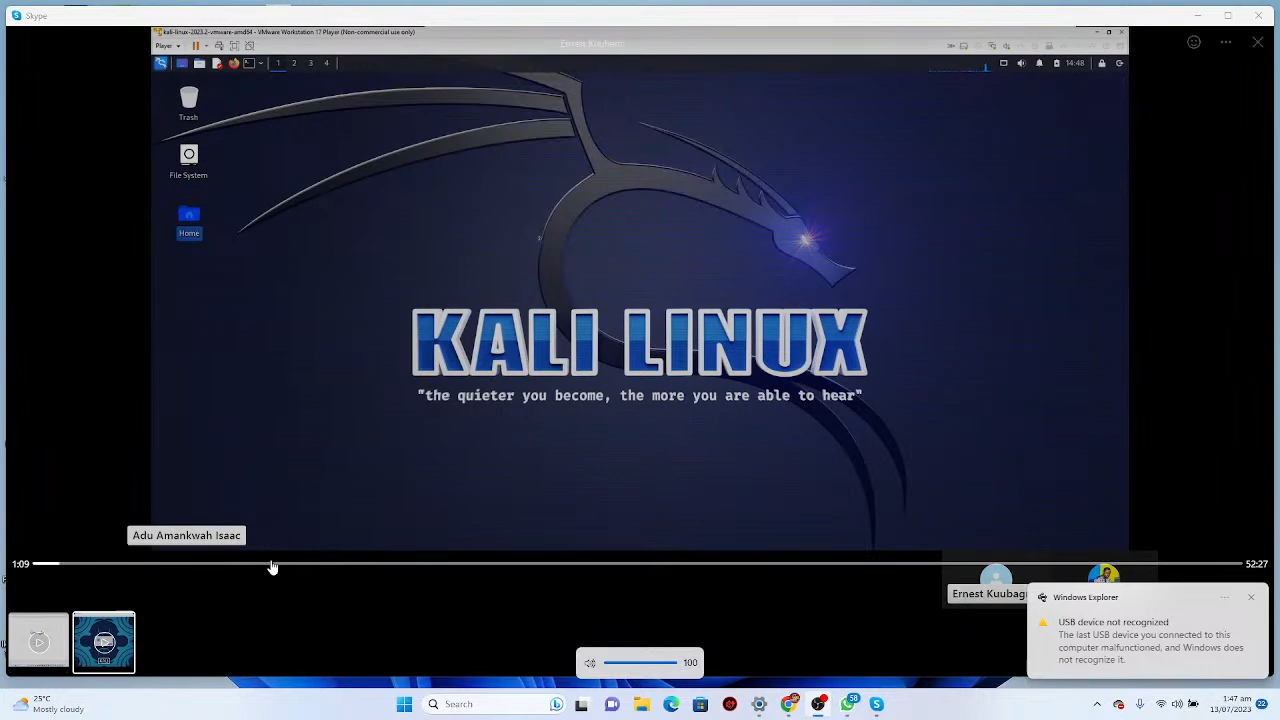 Skype
kali-linux-2023.2-vmware-amd64 - VMware Workstation 17 Player (Non-commercial use only)
Player
1 2 3 4
14:48
Trash
File System
Home
KALI LINUX
"the quieter you become, the more you are able to hear"
Adu Amankwah Isaac
1:09
52:27
Ernest Kuubag
Windows Explorer
USB device not recognized
The last USB device you connected to this
computer malfunctioned, and Windows does
not recognize it.
100
25°C
Mostly cloudy
Search
58
1:47 am
13/07/2023
22